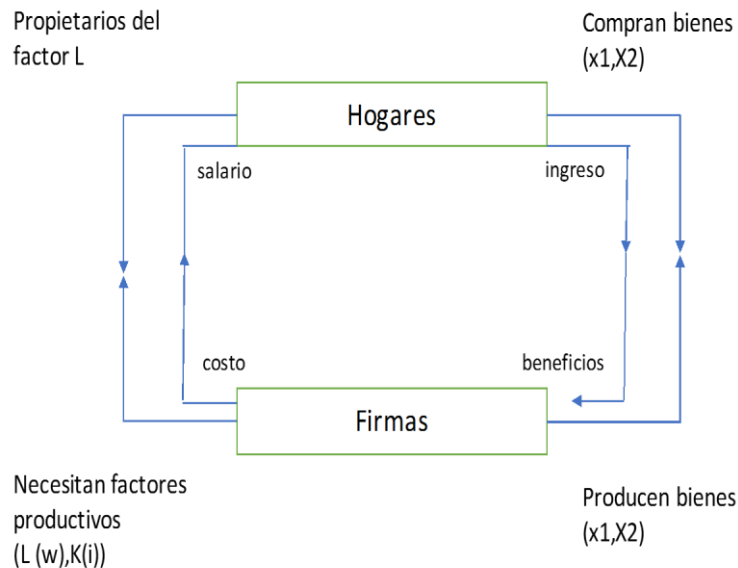 Propietarios del
factor L
Compran bienes
(x1,X2)
Hogares
salario
ingreso
costo
beneficios
Firmas
Necesitan factores
productivos
(L (w),K(i))
Producen bienes
(x1,X2)